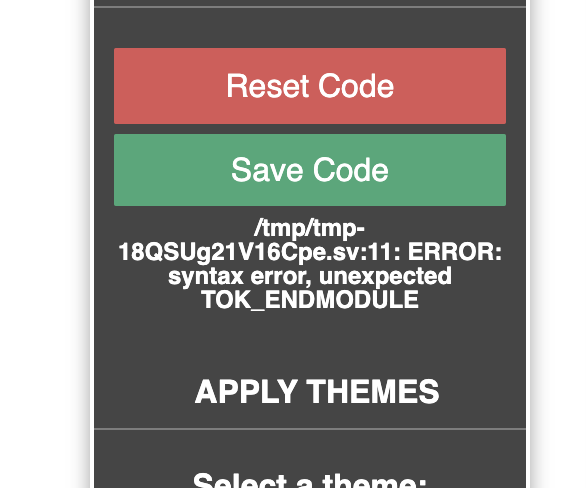 Reset Code
Save Code
/tmp/tmp-
18QSUg21V16Cpe.sv:11: ERROR:
syntax error, unexpected
TOK_ENDMODULE
APPLY THEMES
Select a theme: